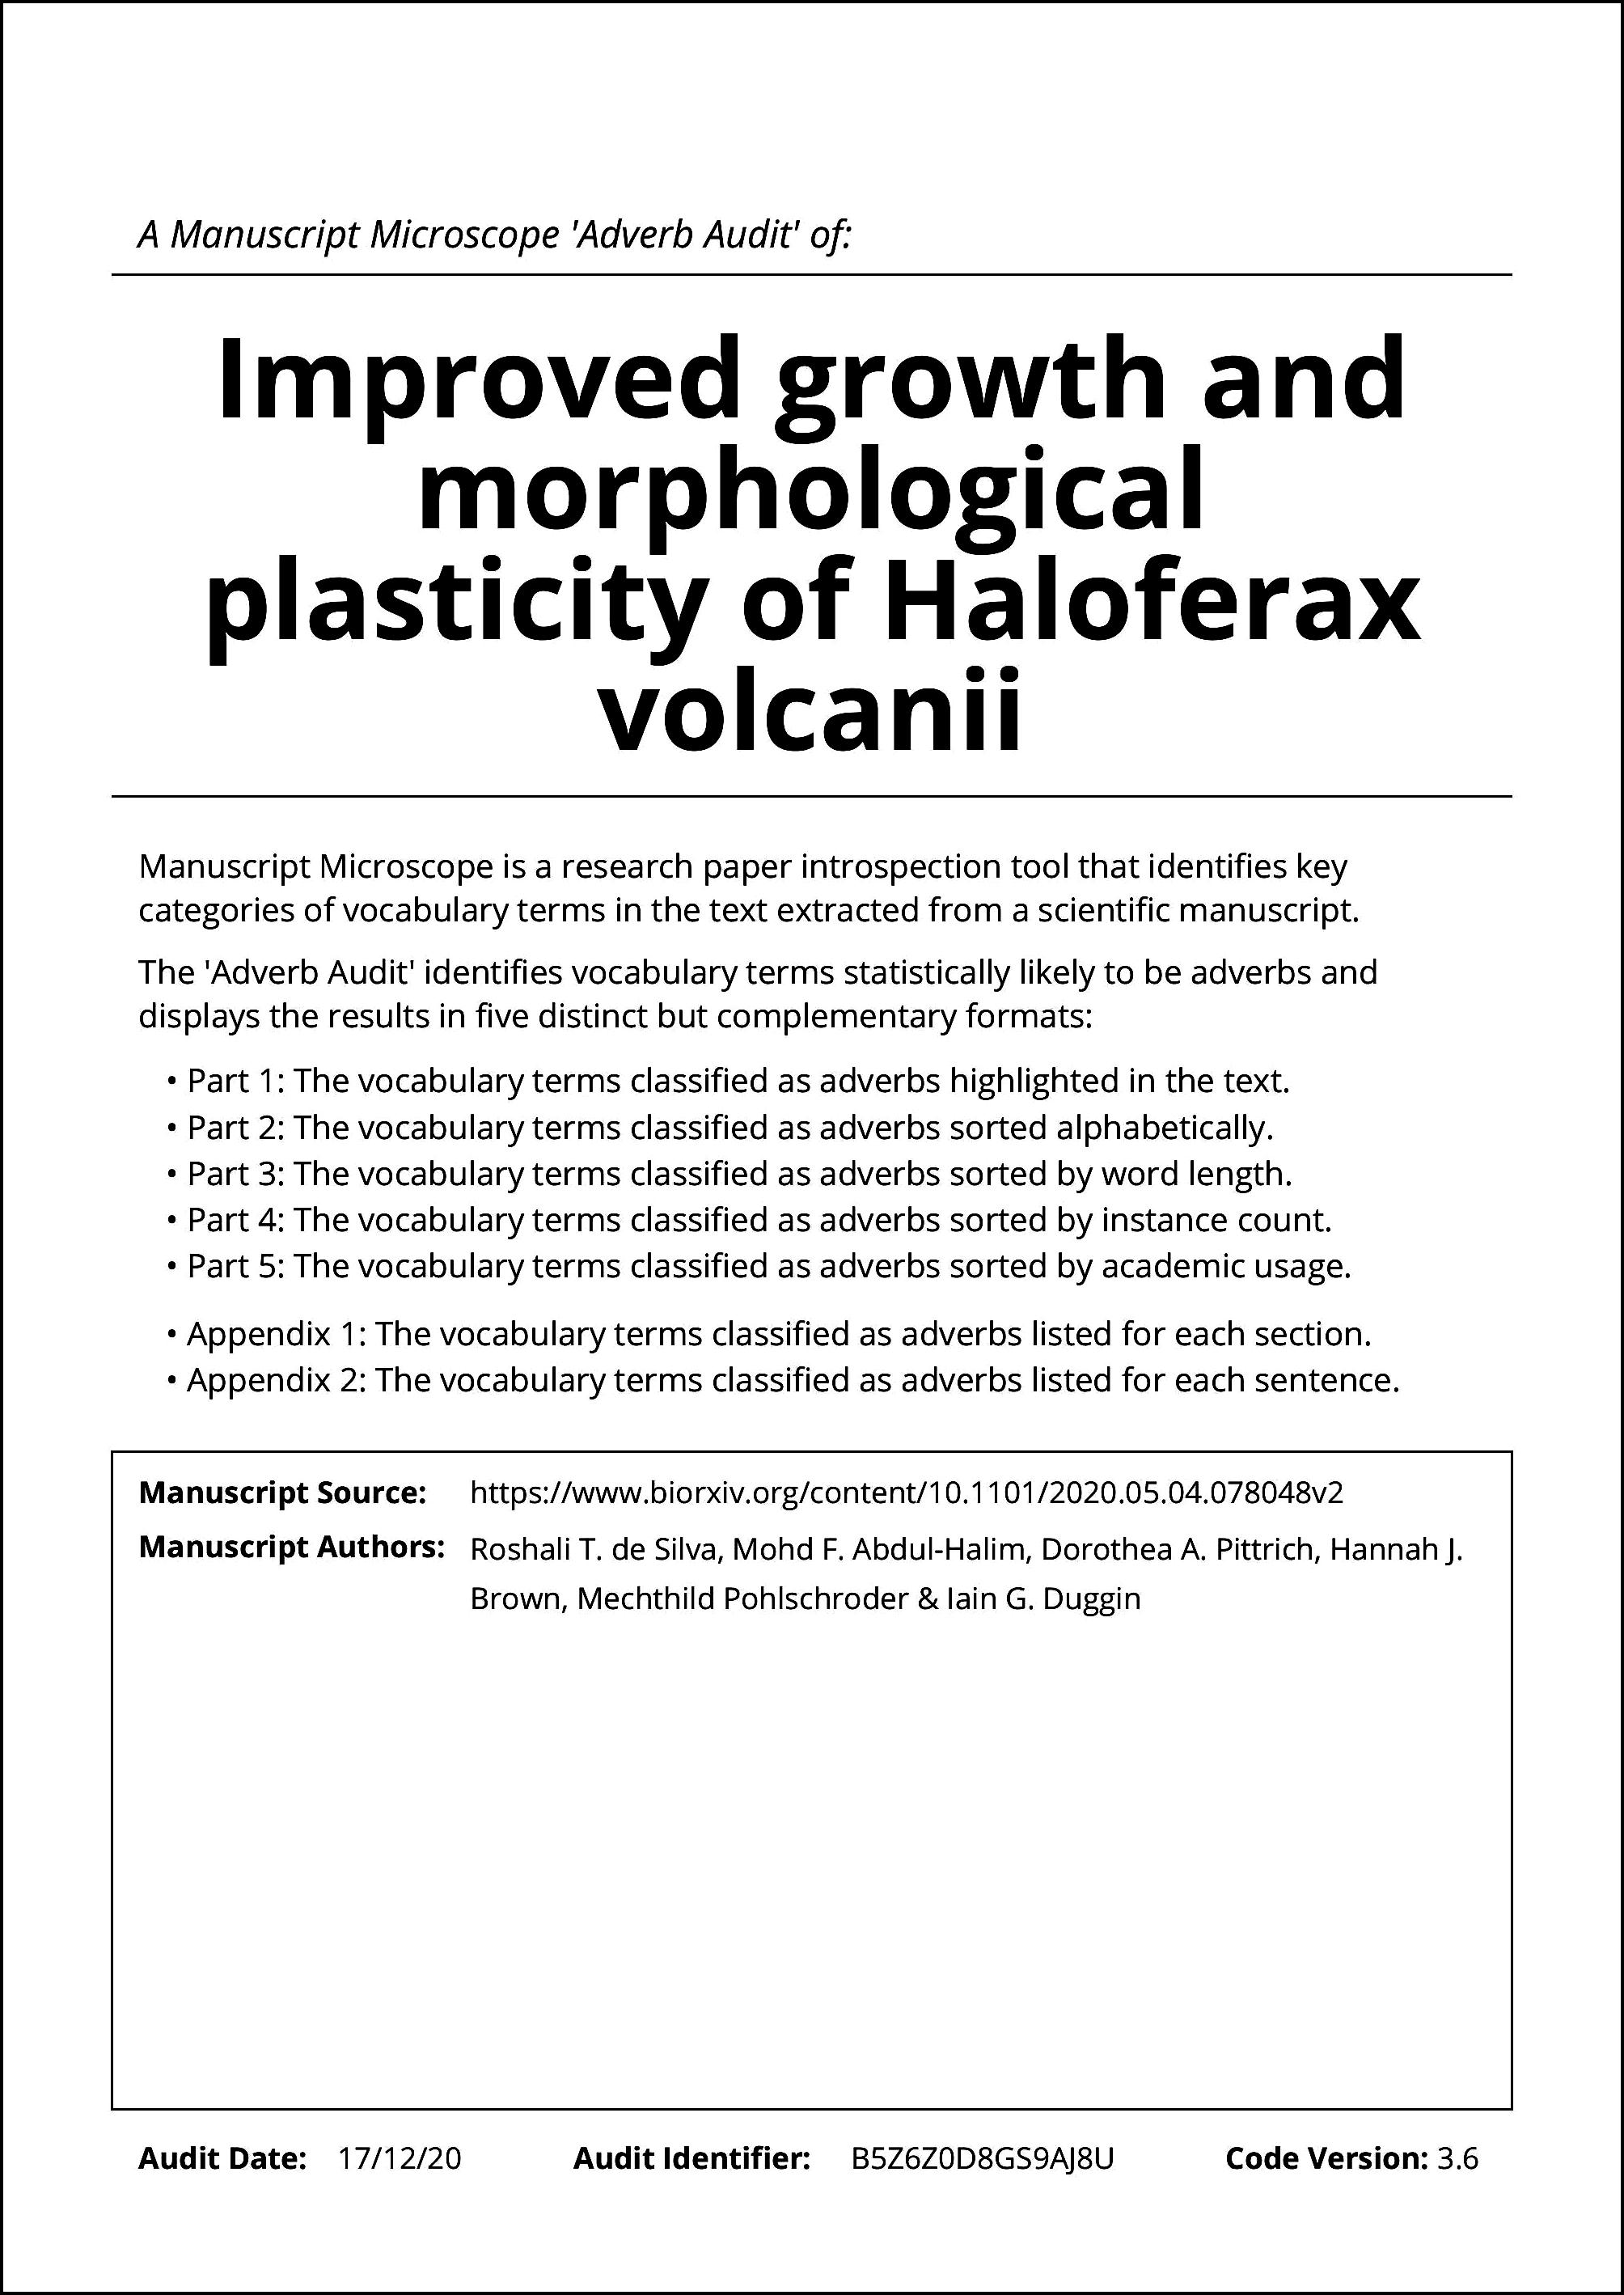 A Manuscript Microscope 'Adverb Audit' of:
Improved growth and
morphological
plasticity of Haloferax
volcanii
Manuscript Microscope is a research paper introspection tool that identifies key
categories of vocabulary terms in the text extracted from a scientific manuscript.
The 'Adverb Audit' identifies vocabulary terms statistically likely to be adverbs and
displays the results in five distinct but complementary formats:
• Part 1: The vocabulary terms classified as adverbs highlighted in the text.
• Part 2: The vocabulary terms classified as adverbs sorted alphabetically.
• Part 3: The vocabulary terms classified as adverbs sorted by word length.
• Part 4: The vocabulary terms classified as adverbs sorted by instance count.
• Part 5: The vocabulary terms classified as adverbs sorted by academic usage.
• Appendix 1: The vocabulary terms classified as adverbs listed for each section.
• Appendix 2: The vocabulary terms classified as adverbs listed for each sentence.
Manuscript Source: https://www.biorxiv.org/content/10.1101/2020.05.04.078048v2
Manuscript Authors: Roshali T. de Silva, Mohd F. Abdul-Halim, Dorothea A. Pittrich, Hannah J.
Brown, Mechthild Pohlschroder & Iain G. Duggin
Audit Date: 17/12/20 Audit Identifier: B5Z6Z0D8GS9AJ8U Code Version: 3.6